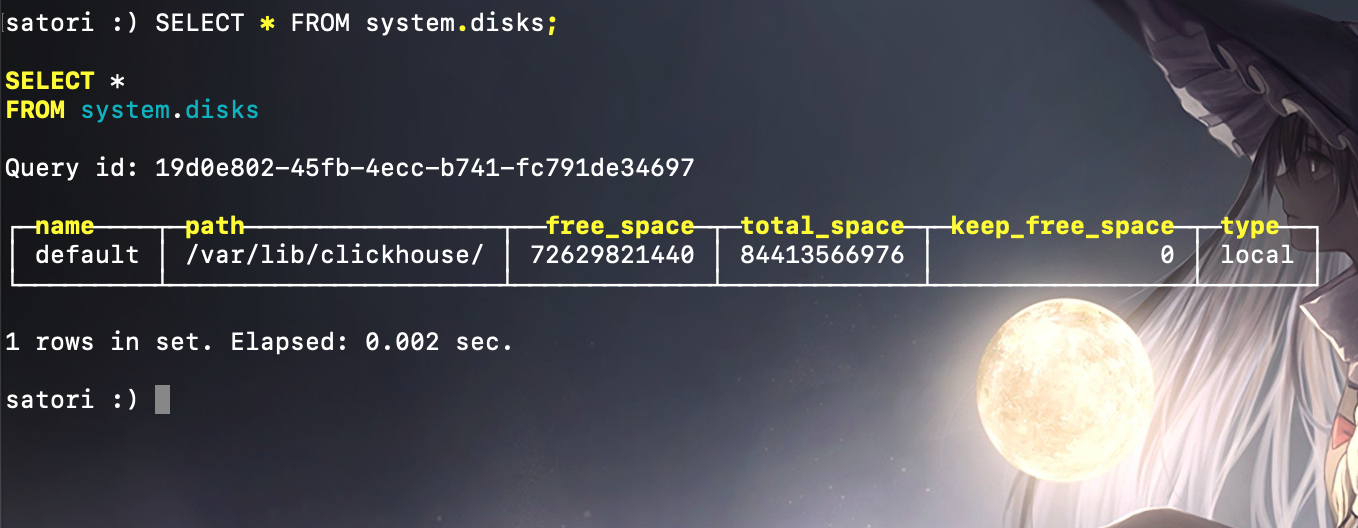 satori :) SELECT * FROM system.disks;
SELECT *
FROM system.disks
Query id: 19d0e802-45fb-4ecc-b741-fc791de34697
┌─name────┬─path─────────────────┬──free_space─┬─total_space─┬─keep_free_space─┬─type──┐
│ default │ /var/lib/clickhouse/ │ 72629821440 │ 84413566976 │               0 │ local │
└─────────┴──────────────────────┴─────────────┴─────────────┴─────────────────┴───────┘
1 rows in set. Elapsed: 0.002 sec.
satori :)